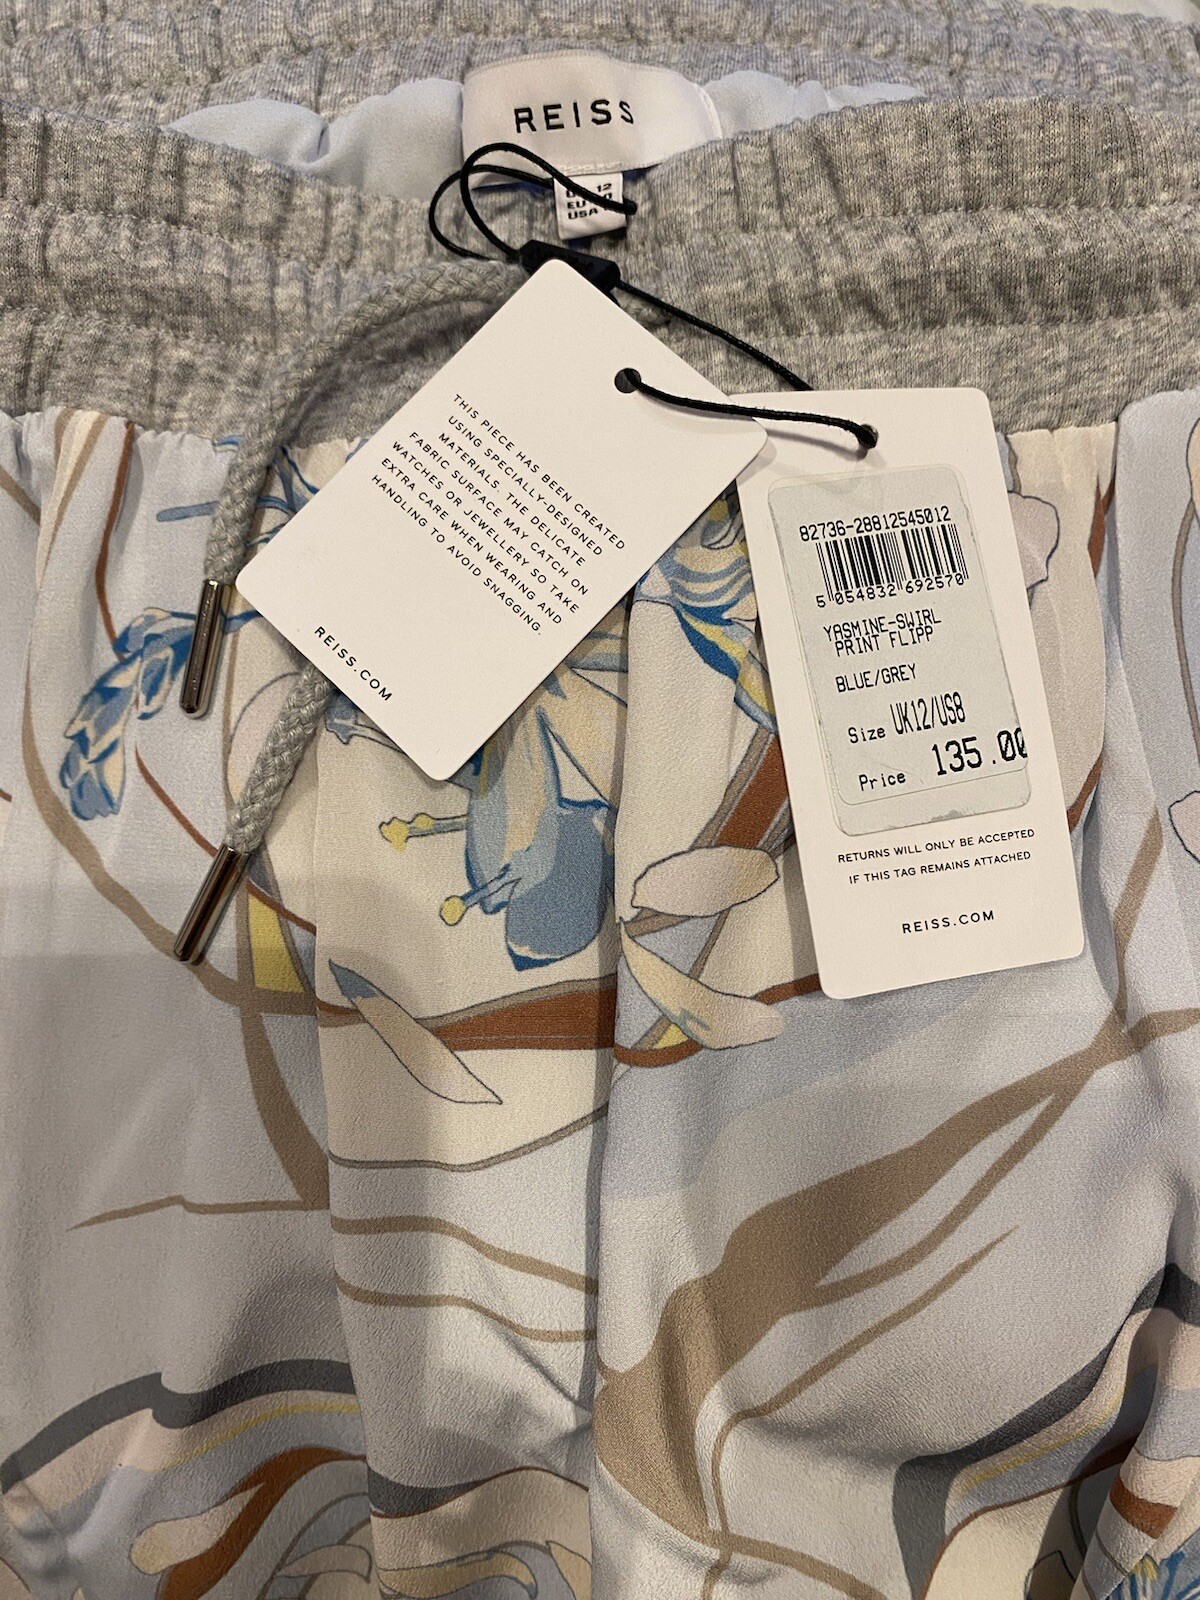 REISS
12
EU
USA
THIS PIECE HAS BEEN CREATED
USING SPECIALLY-DESIGNED
MATERIALS. THE DELICATE
FABRIC SURFACE MAY CATCH ON
WATCHES OR JEWELLERY SO TAKE
EXTRA CARE WHEN WEARING AND
HANDLING TO AVOID SNAGGING.
REISS.COM
82736-28812545012
5 054832 692570
YASMINE-SWIRL
PRINT FLIPP
BLUE/GREY
Size UK12/US8
Price 135.00
RETURNS WILL ONLY BE ACCEPTED
IF THIS TAG REMAINS ATTACHED
REISS.COM